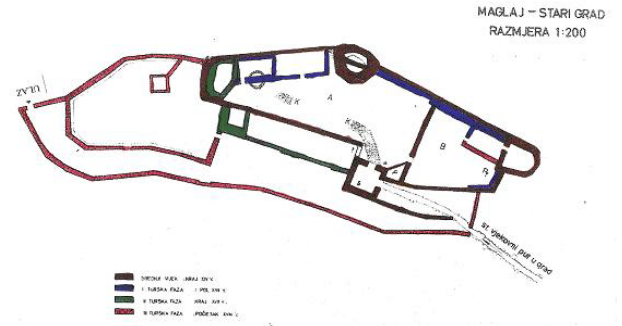 MAGLAJ – STARI GRAD
RAZMJERA 1:200
ULAZ
A
K
K
B
P
S
ST. VJEKOVNI PUT U GRAD
SREDNJI VIJEK KRAJ XIV V.
I TURSKA FAZA I POL. XVI V.
II TURSKA FAZA KRAJ XVII V.
III TURSKA FAZA POČETAK XVIII V.